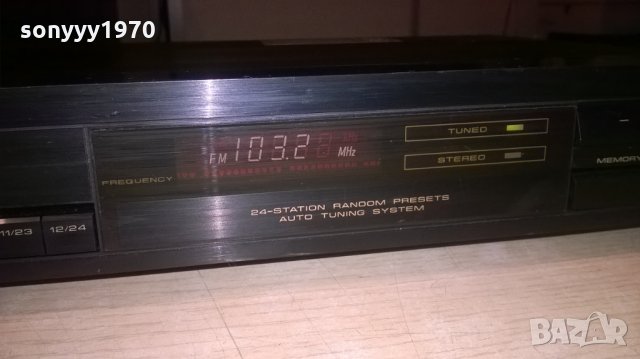 sonyyy1970
FM 103.2 MHz
TUNED
STEREO
FREQUENCY
MEMORY
24-STATION RANDOM PRESETS
AUTO TUNING SYSTEM
11/23 12/24
BAZAR